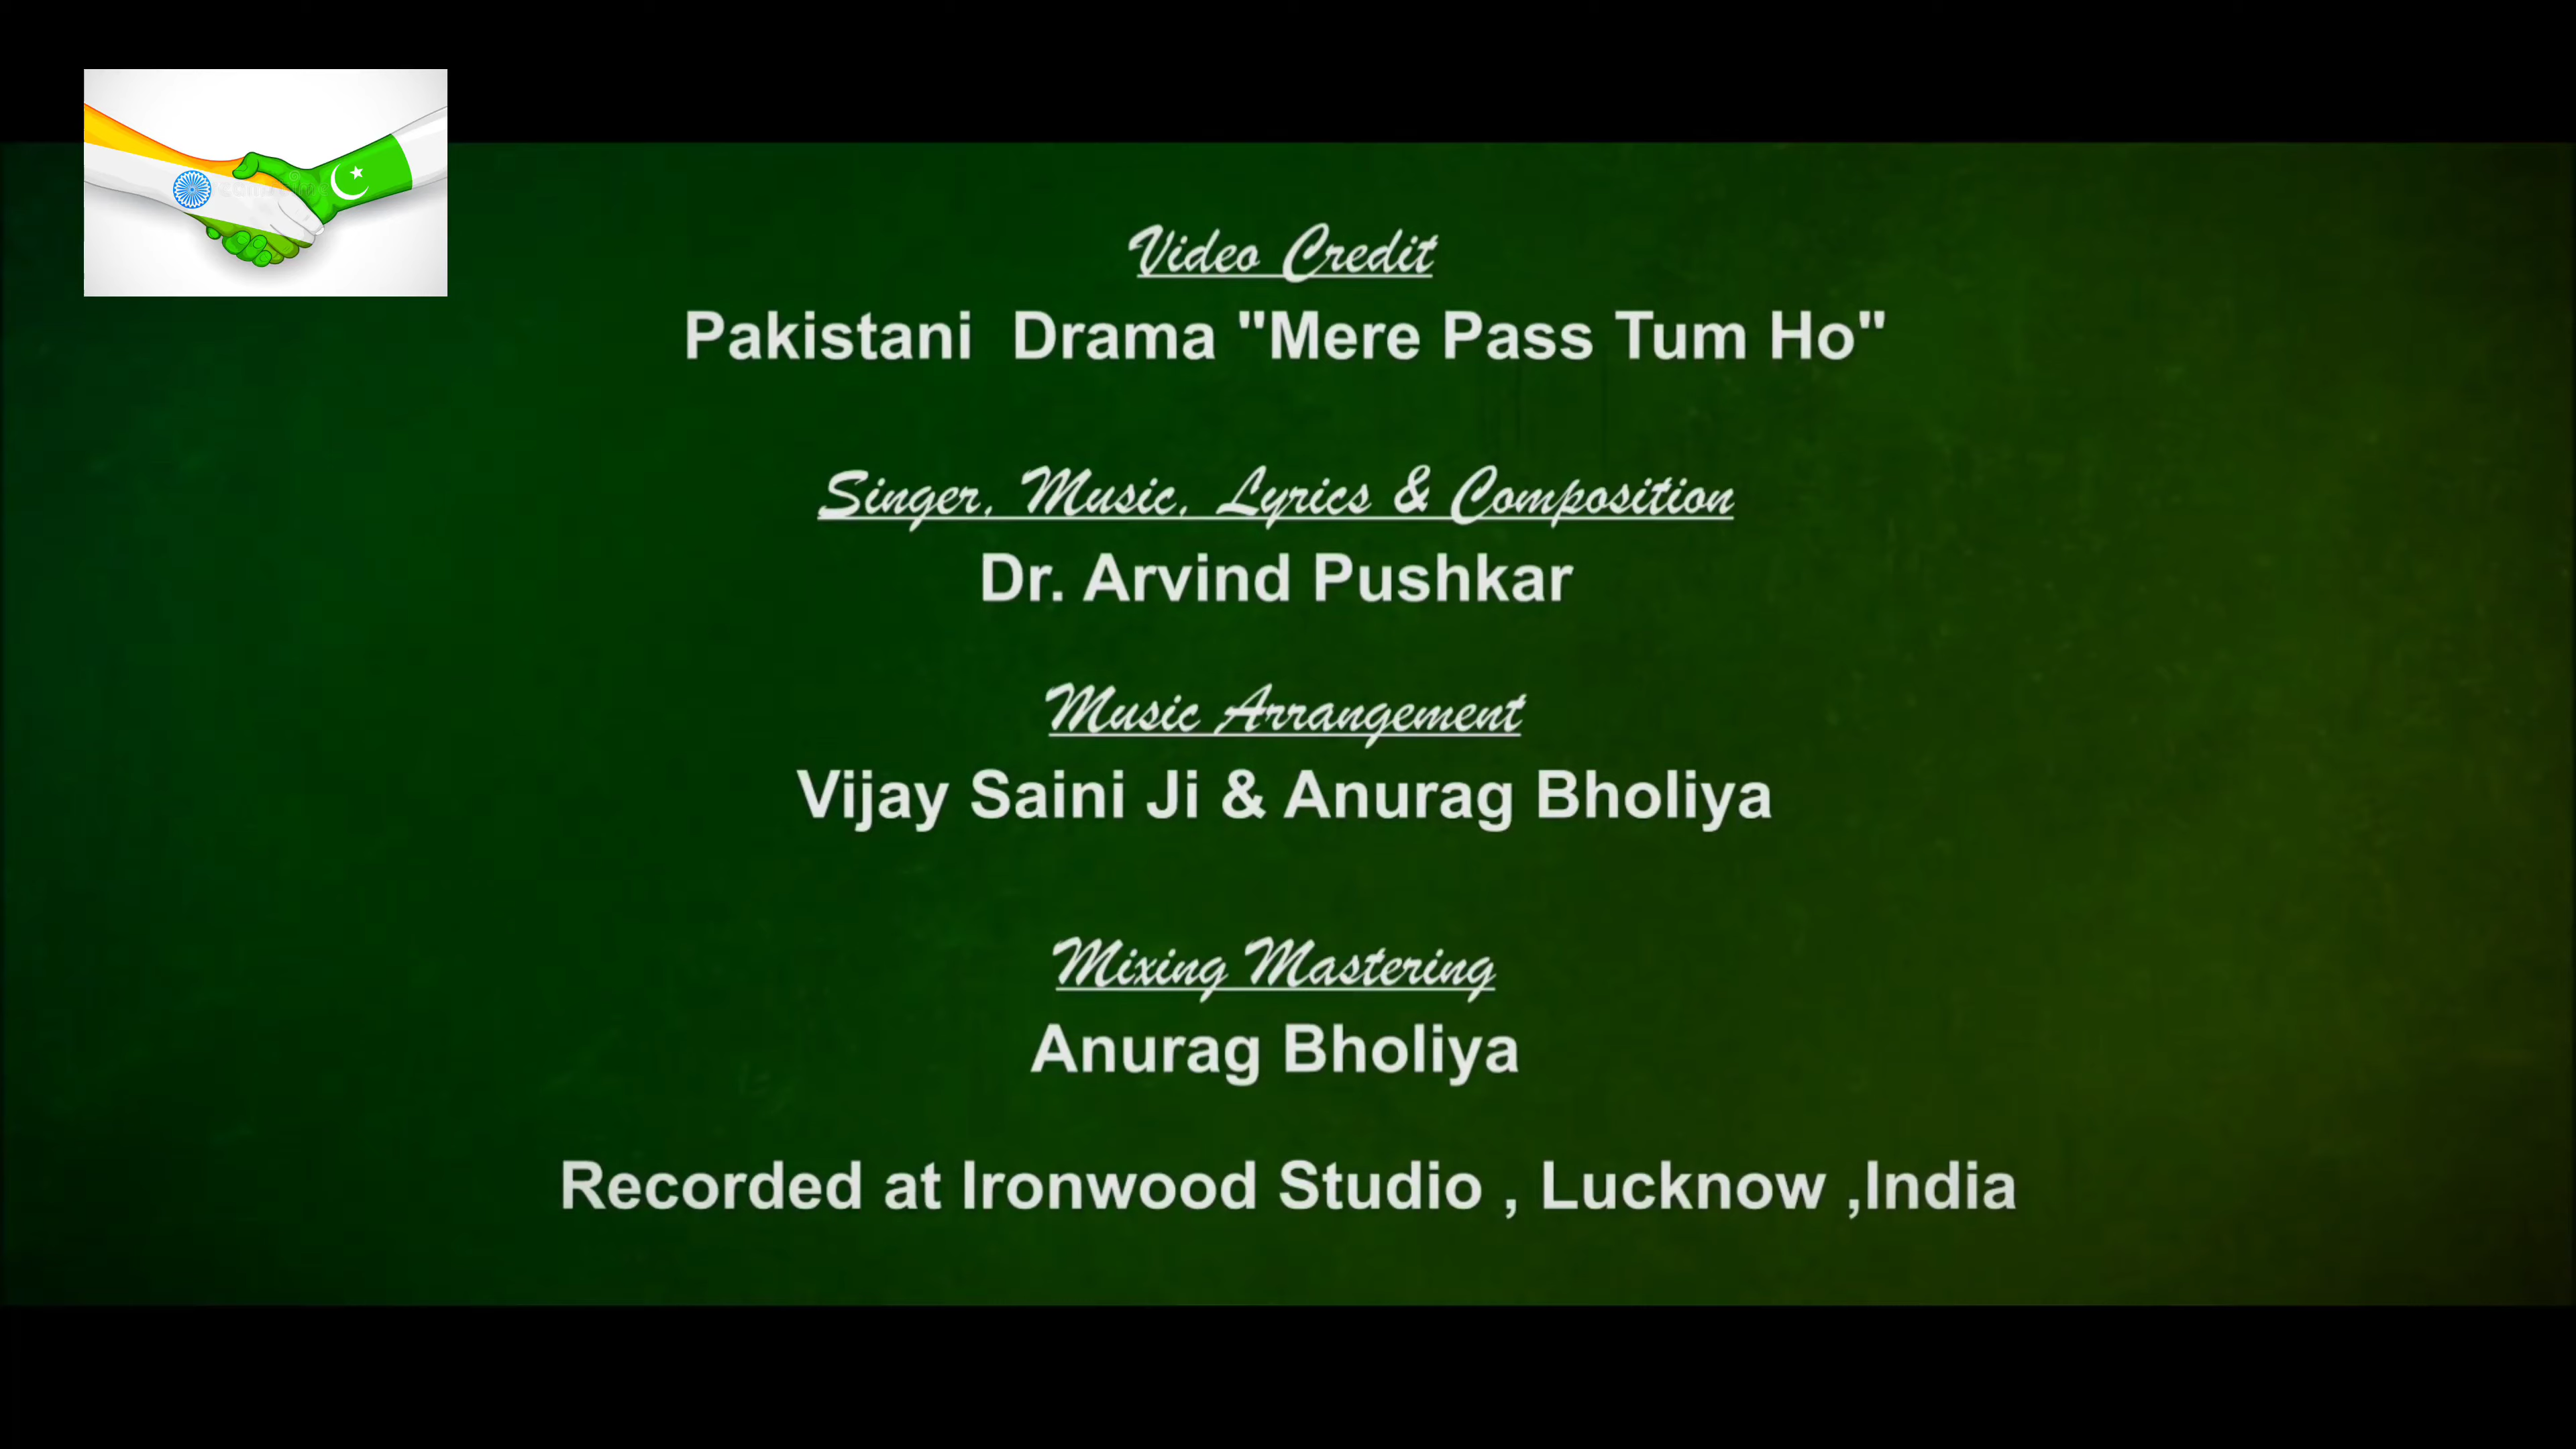 Video Credit
Pakistani  Drama "Mere Pass Tum Ho"
Singer, Music, Lyrics & Composition
Dr. Arvind Pushkar
Music Arrangement
Vijay Saini Ji & Anurag Bholiya
Mixing Mastering
Anurag Bholiya
Recorded at Ironwood Studio , Lucknow ,India